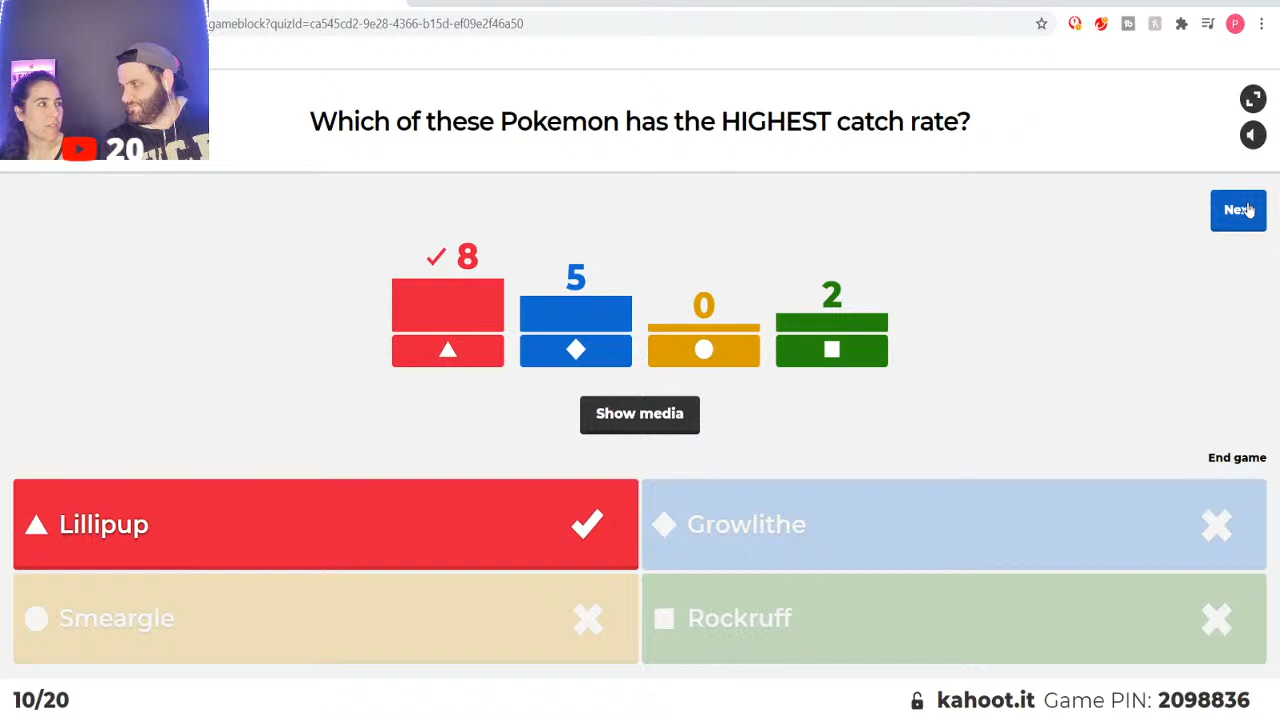 gameblock?quizId=ca545cd2-9e28-4366-b15d-ef09e2f46a50
P
20
Which of these Pokemon has the HIGHEST catch rate?
Next
8
5
0
2
Show media
End game
Lillipup
Growlithe
Smeargle
Rockruff
10/20
kahoot.it Game PIN: 2098836